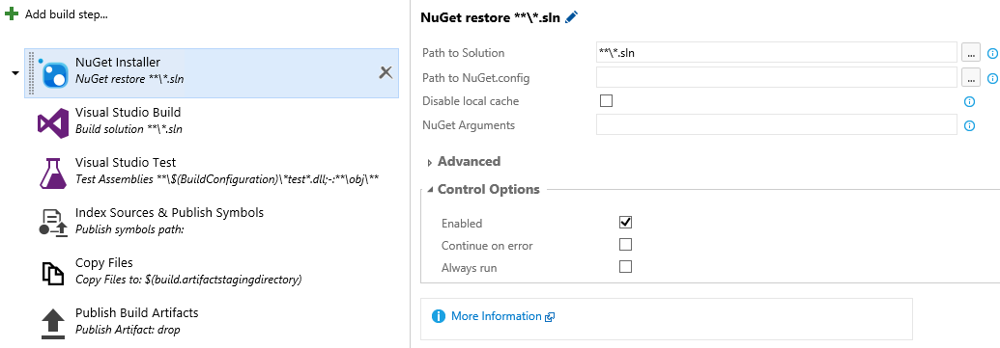 Add build step...
NuGet Installer
NuGet restore **\*.sln
Visual Studio Build
Build solution **\*.sln
Visual Studio Test
Test Assemblies **\$(BuildConfiguration)\*test*.dll;-:**\obj\**
Index Sources & Publish Symbols
Publish symbols path:
Copy Files
Copy Files to: $(build.artifactstagingdirectory)
Publish Build Artifacts
Publish Artifact: drop
NuGet restore **\*.sln
Path to Solution **\*.sln ...
Path to NuGet.config ...
Disable local cache
NuGet Arguments
Advanced
Control Options
Enabled
Continue on error
Always run
More Information